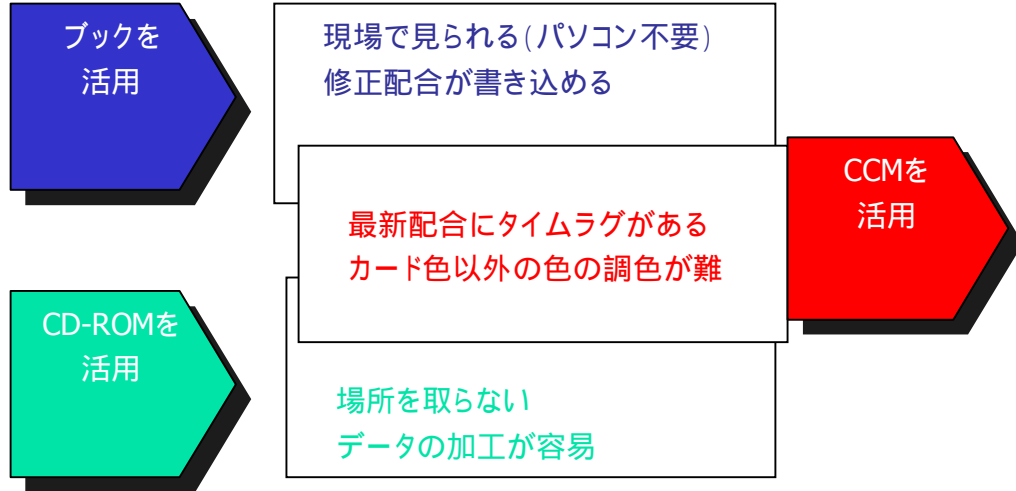 ブックを
活用
現場で見られる(パソコン不要)
修正配合が書き込める
CCMを
活用
最新配合にタイムラグがある
カード色以外の色の調色が難
CD-ROMを
活用
場所を取らない
データの加工が容易